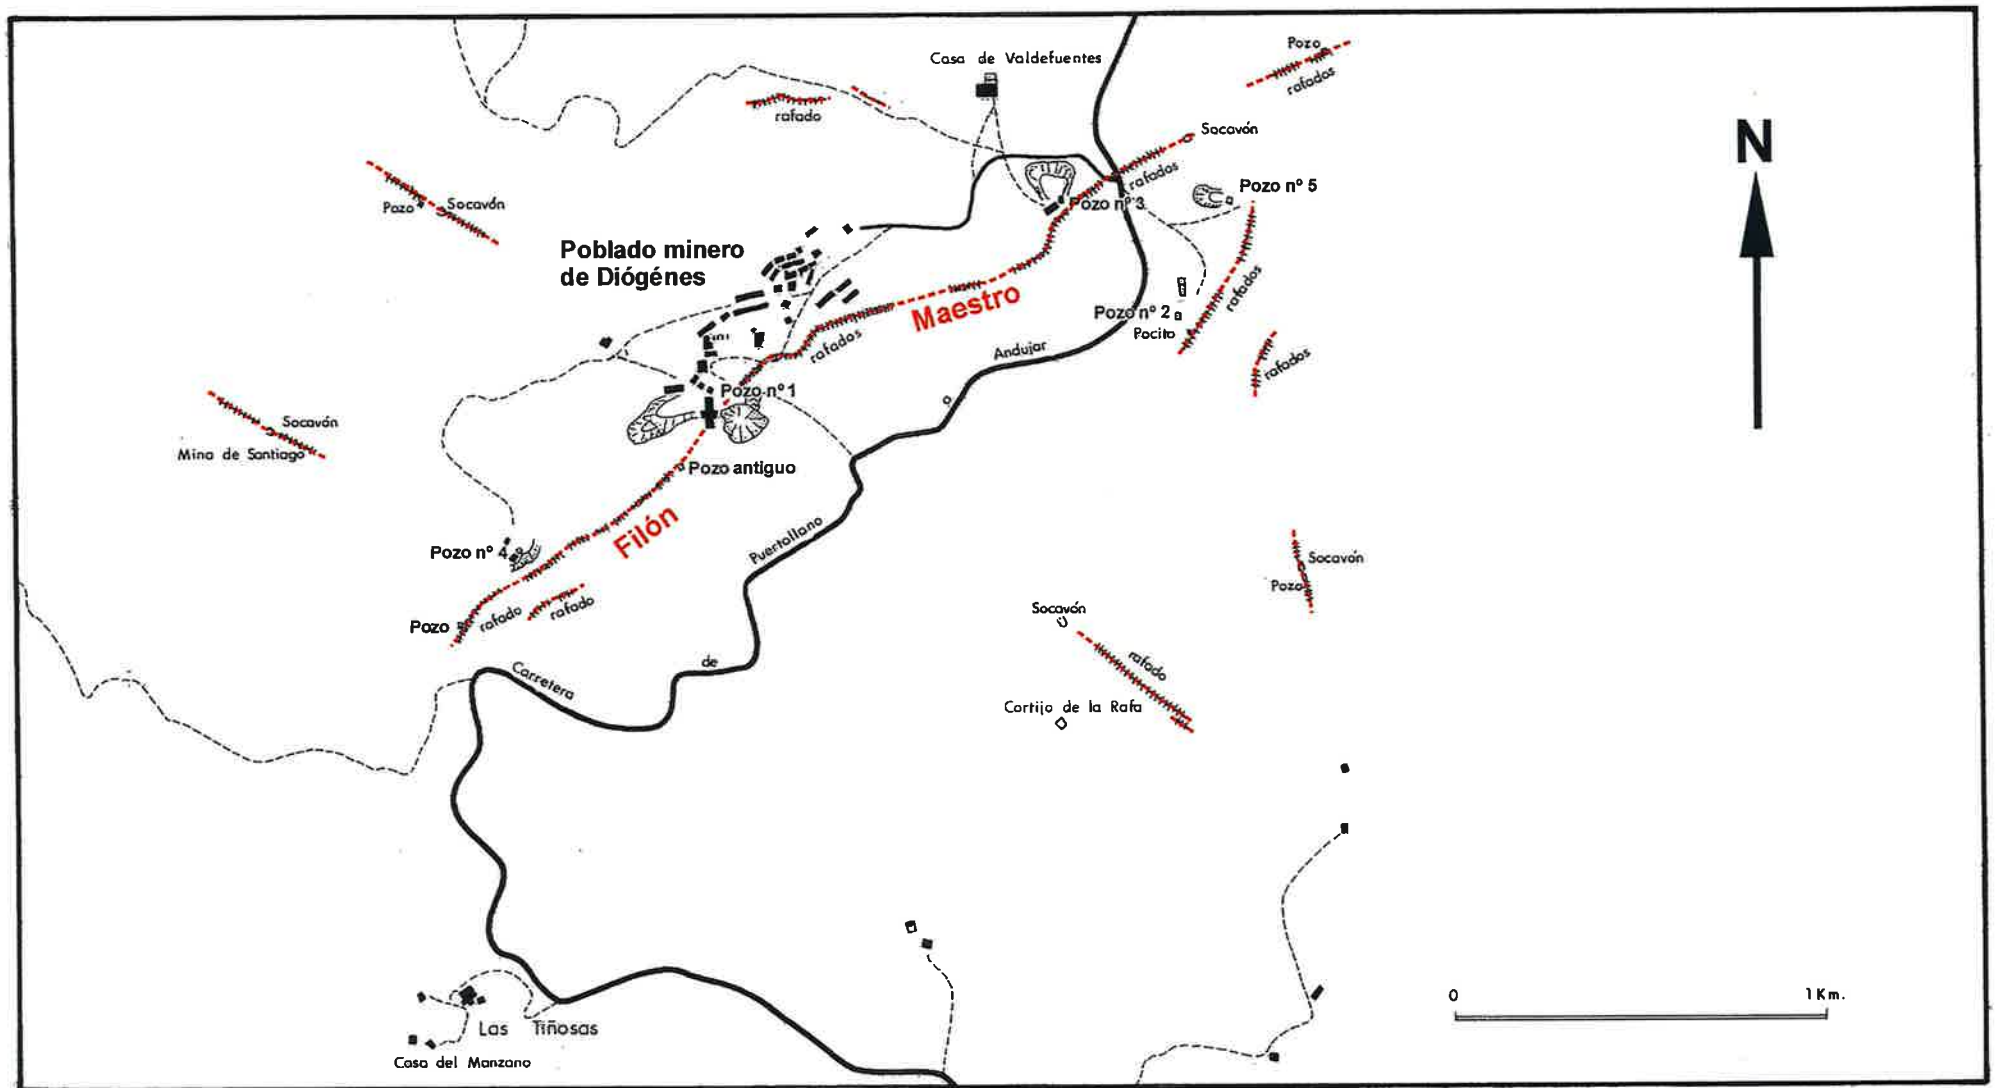 Pozo
rafados
Casa de Valdefuentes
rafado
Socavón
rafados
N
Pozo
Socavón
Pozo nº 3
Pozo nº 5
Poblado minero
de Diógénes
Maestro
rafados
rafados
Pozo nº 2
Pocito
Andujar
rafados
Pozo nº 1
a
Socavón
Mina de Santiago
Pozo antiguo
Filón
Puertollano
Pozo nº 4
Socavón
Pozo
rafado
rafado
Pozo
Socavón
rafado
de
Carretera
Cortijo de la Rafa
0
1 Km.
Las Tiñosas
Casa del Manzano